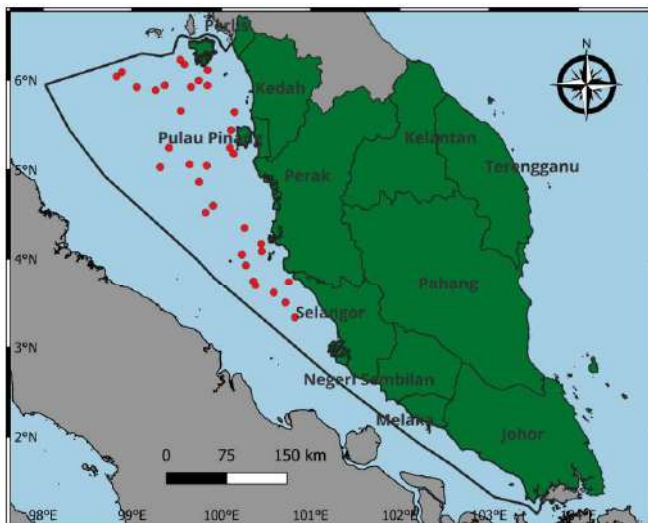 Perlis
N
6°N
Kedah
Kelantan
Pulau Pinang
Terengganu
5°N
Perak
4°N
Pahang
Selangor
3°N
Negeri Sembilan
Melaka
Johor
2°N
0 75 150 km
98°E 99°E 100°E 101°E 102°E 103°E 104°E